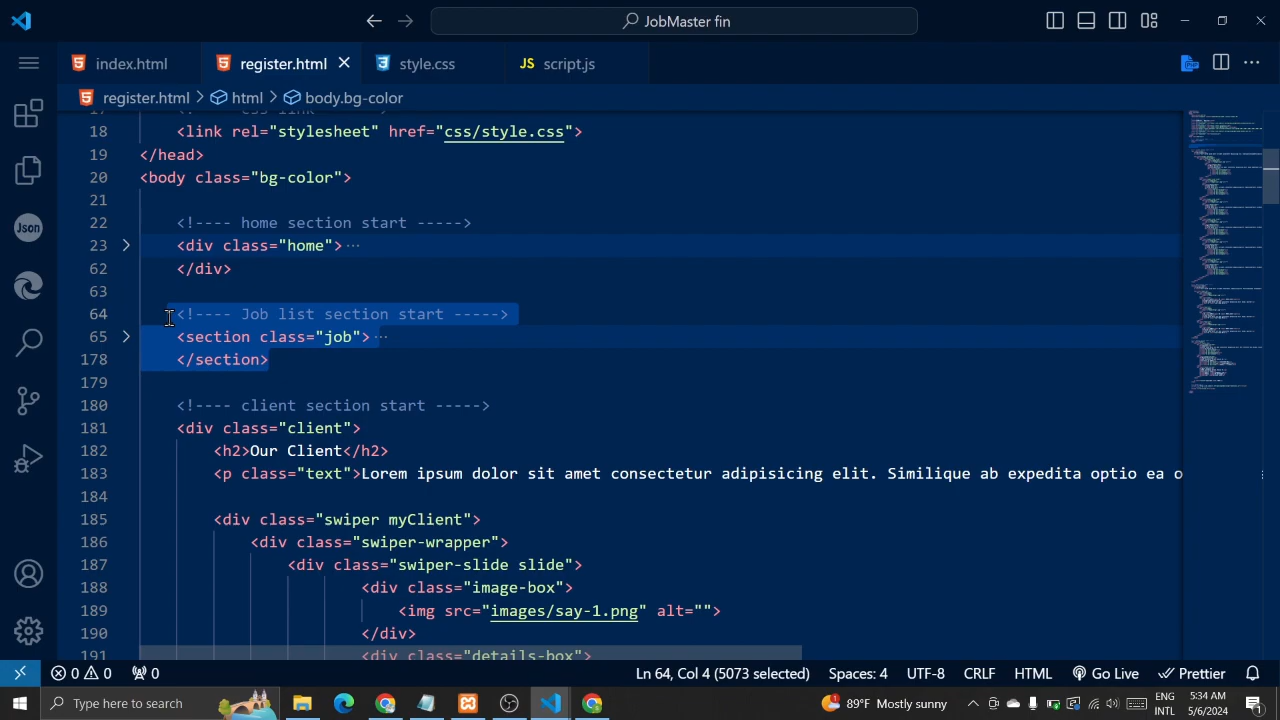 JobMaster fin
index.html
register.html
style.css
JS script.js
register.html > html > body.bg-color
18 <link rel="stylesheet" href="css/style.css">
19 </head>
20 <body class="bg-color">
21
22 <!---- home section start ----->
23 <div class="home"> ···
62 </div>
63
64 <!---- Job list section start ----->
65 <section class="job"> ···
178 </section>
179
180 <!---- client section start ----->
181 <div class="client">
182 <h2>Our Client</h2>
183 <p class="text">Lorem ipsum dolor sit amet consectetur adipisicing elit. Similique ab expedita optio ea
184
185 <div class="swiper myClient">
186 <div class="swiper-wrapper">
187 <div class="swiper-slide slide">
188 <div class="image-box">
189 <img src="images/say-1.png" alt="">
190 </div>
191 <div class="details-box">
Json
0 0 0 Ln 64, Col 4 (5073 selected) Spaces: 4 UTF-8 CRLF HTML Go Live Prettier
Type here to search
89°F Mostly sunny
ENG
INTL
5:34 AM
5/6/2024